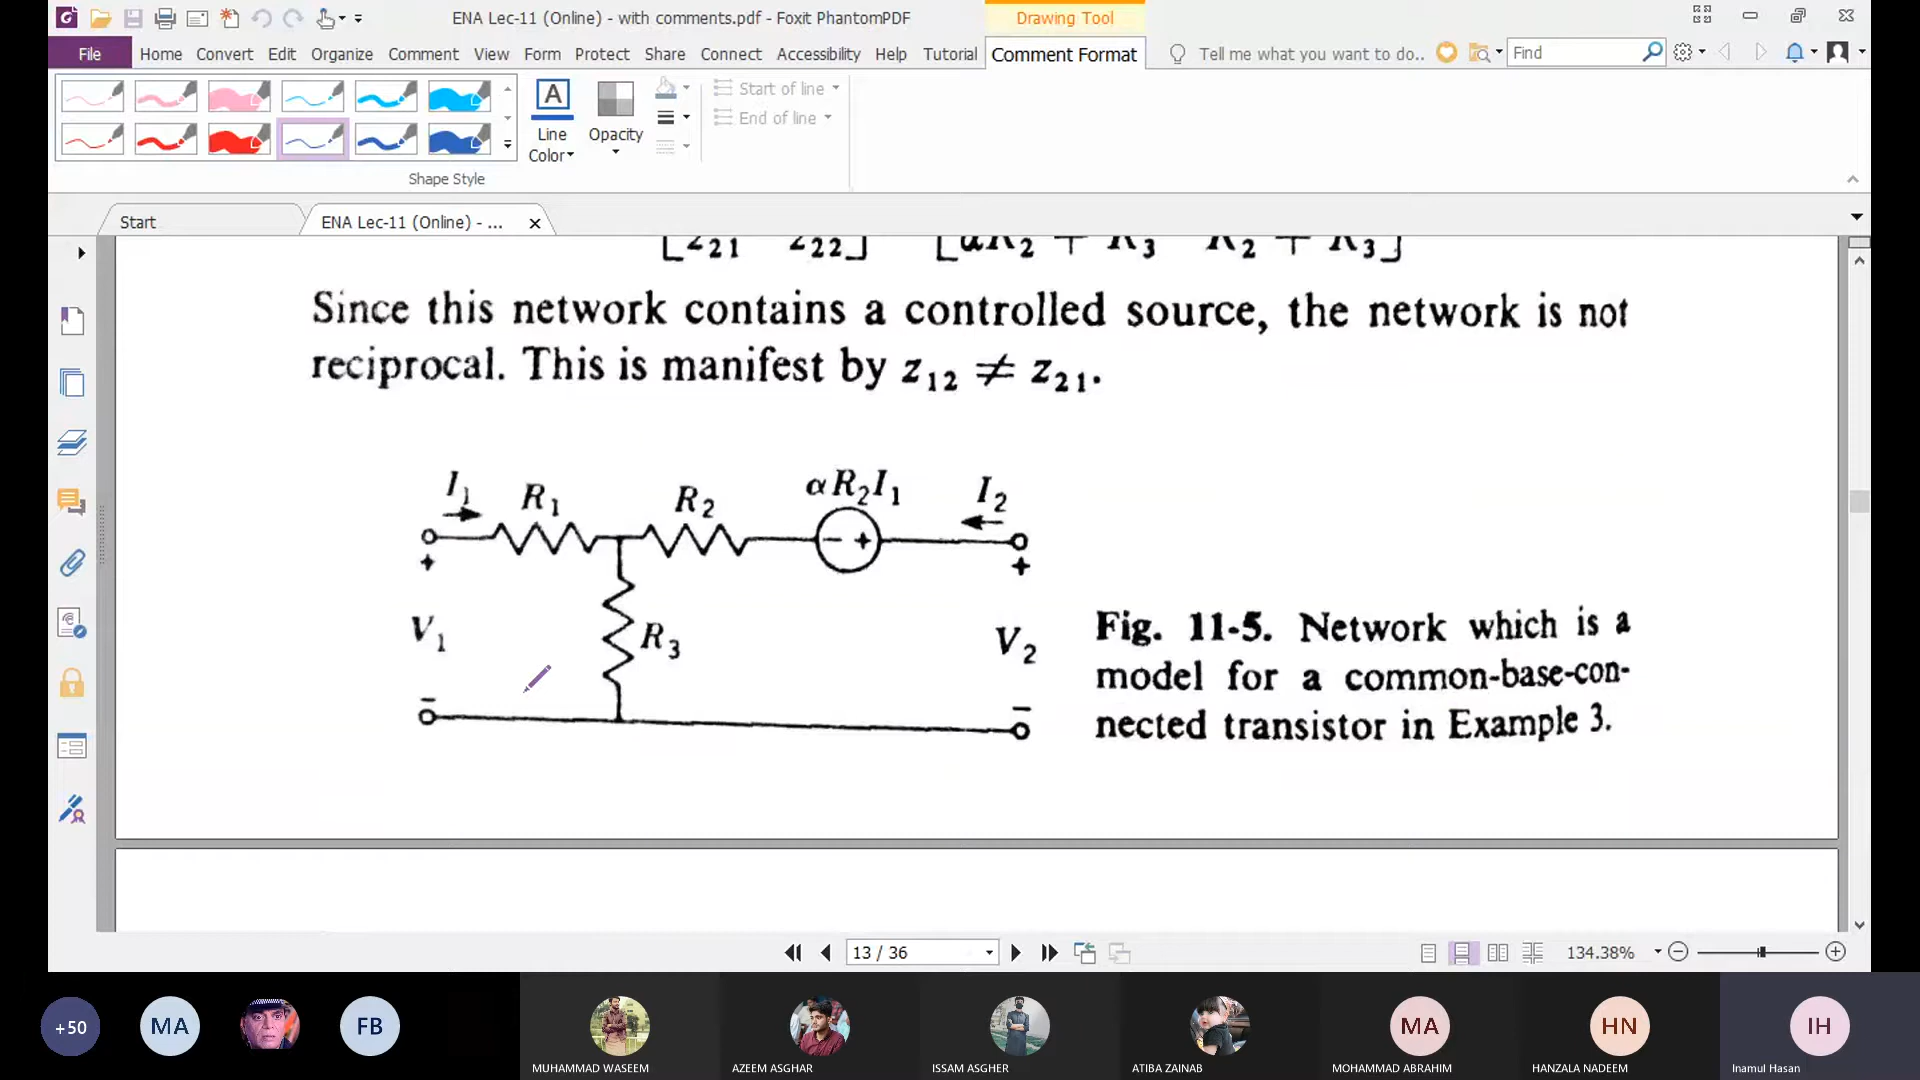 ENA Lec-11 (Online) - with comments.pdf - Foxit PhantomPDF
Drawing Tool
File Home Convert Edit Organize Comment View Form Protect Share Connect Accessibility Help Tutorial Comment Format Tell me what you want to do.. Find
A
Line
Color
Opacity
Start of line
End of line
Shape Style
Start
ENA Lec-11 (Online) - ...
[z21 z22] [αR2 + R3 R2 + R3]
Since this network contains a controlled source, the network is not
reciprocal. This is manifest by z12 ≠ z21.
I1 R1 R2 αR2I1 I2
- +
+ +
V1 R3 V2
- -
Fig. 11-5. Network which is a
model for a common-base-con-
nected transistor in Example 3.
13 / 36
134.38%
+50 MA FB MA HN IH
MUHAMMAD WASEEM AZEEM ASGHAR ISSAM ASGHER ATIBA ZAINAB MOHAMMAD ABRAHIM HANZALA NADEEM Inamul Hasan